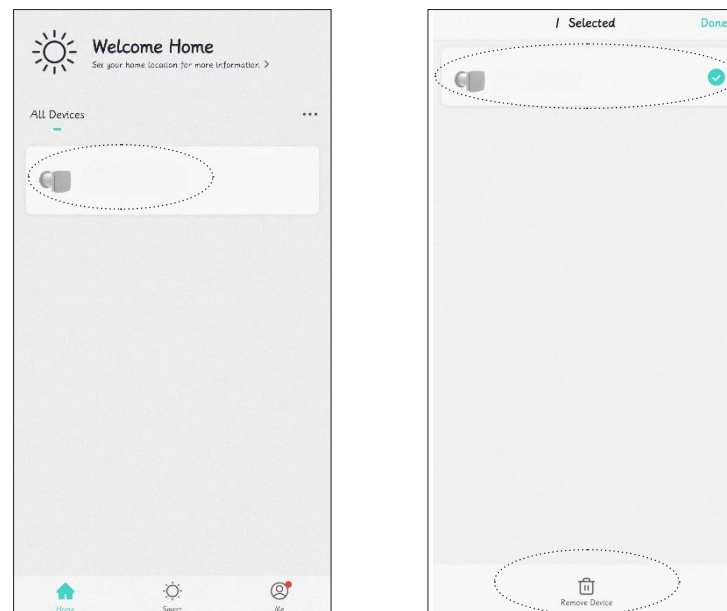 Welcome Home
Set your home location for more information. >
All Devices
Home
Smart
Me
1 Selected
Done
Remove Device